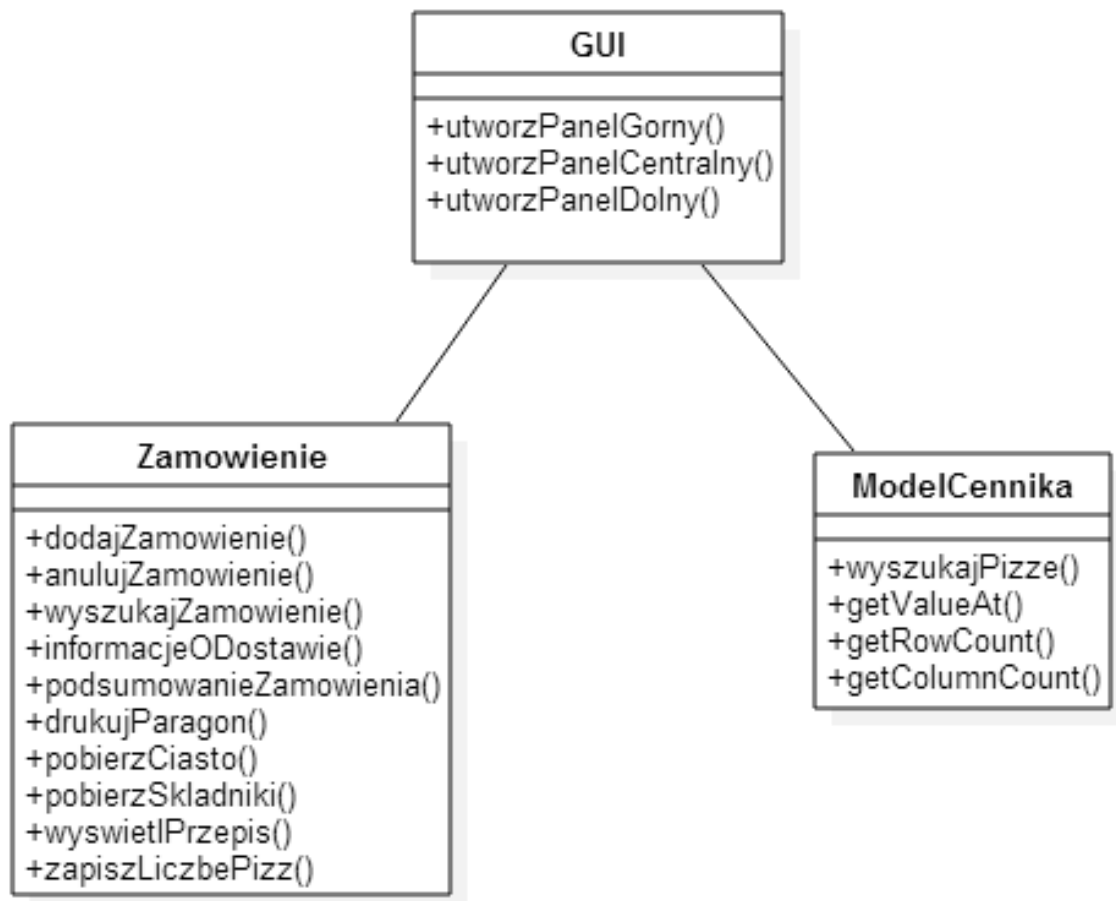 GUI
+utworzPanelGorny()
+utworzPanelCentralny()
+utworzPanelDolny()
Zamowienie
+dodajZamowienie()
+anulujZamowienie()
+wyszukajZamowienie()
+informacjeODostawie()
+podsumowanieZamowienia()
+drukujParagon()
+pobierzCiasto()
+pobierzSkladniki()
+wyswietlPrzepis()
+zapiszLiczbePizz()
ModelCennika
+wyszukajPizze()
+getValueAt()
+getRowCount()
+getColumnCount()